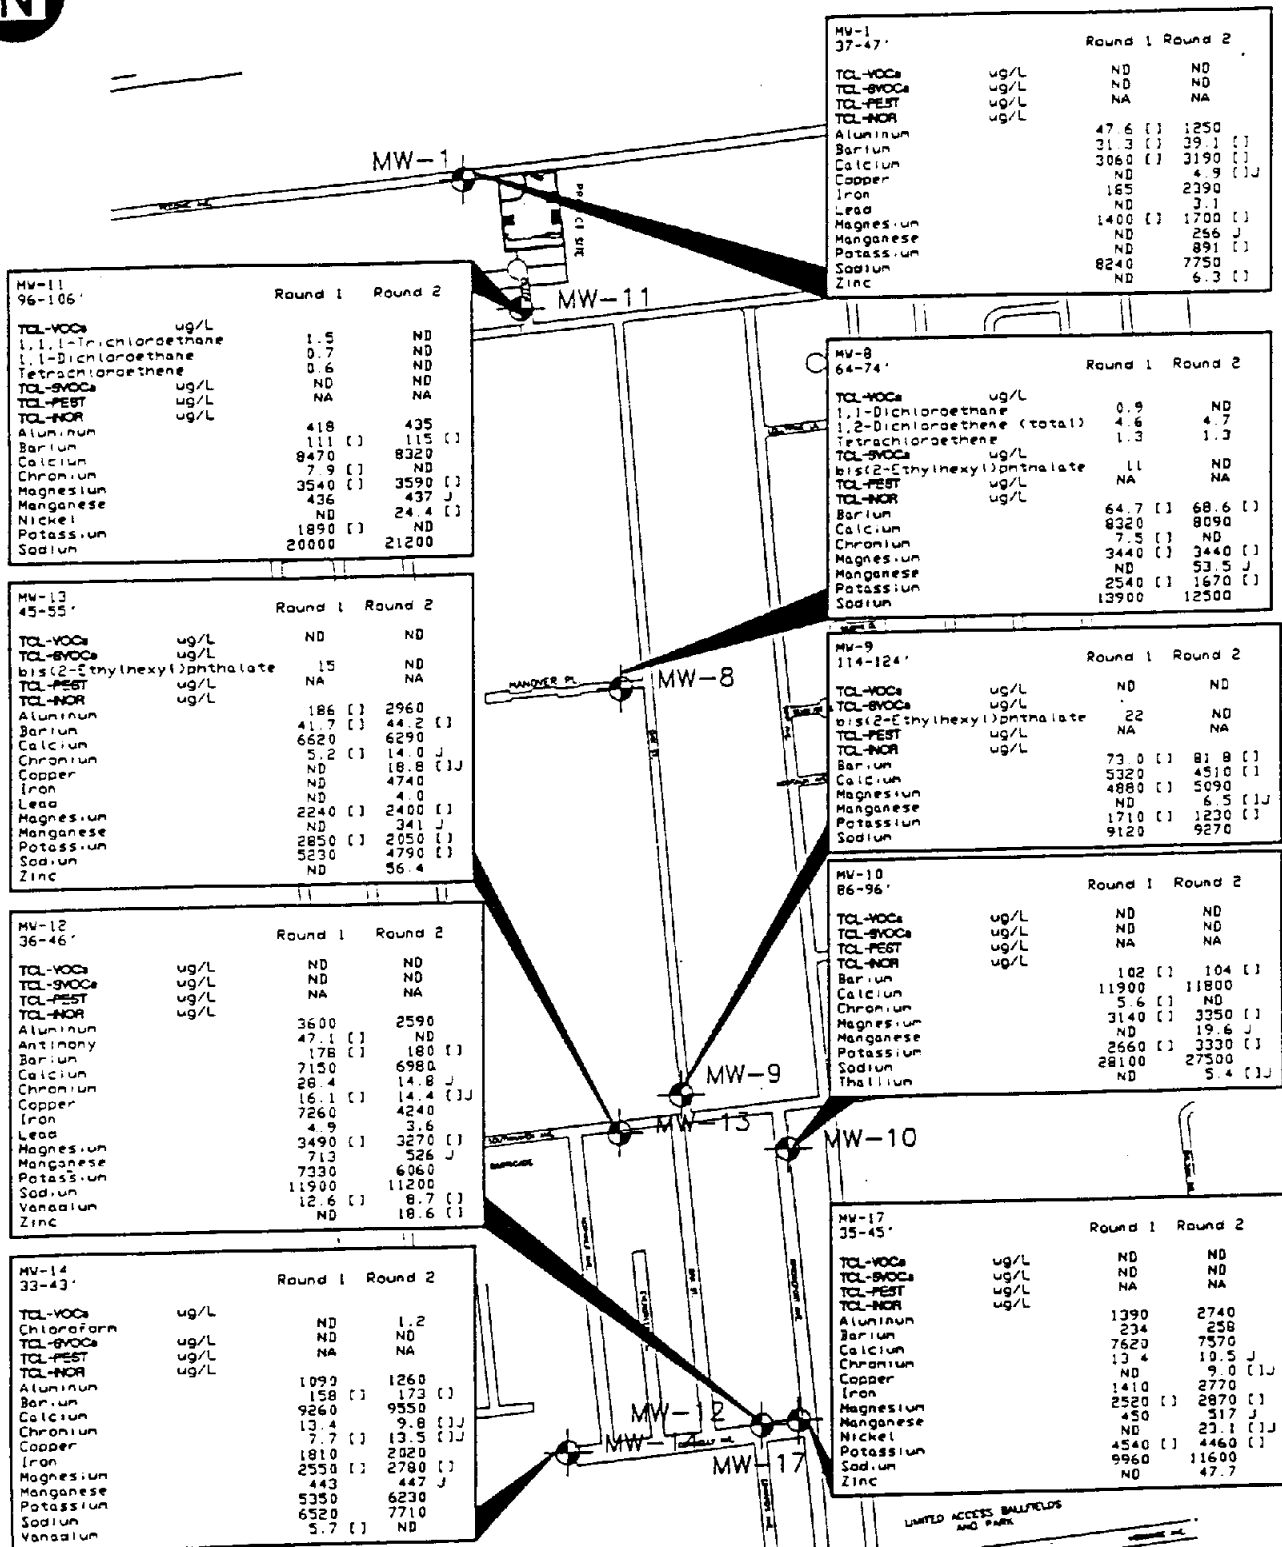 N
MW-1
37-47'
Round 1 Round 2
TCL-VOCs ug/L ND ND
TCL-SVOCs ug/L ND ND
TCL-PEST ug/L NA NA
TCL-INOR ug/L
Aluminum 47.6 [] 1250
Barium 31.3 [] 39.1 []
Calcium 3060 [] 3190 []
Copper ND 4.9 []J
Iron 185 2390
Lead ND 3.1
Magnesium 1400 [] 1700 []
Manganese ND 266 J
Potassium ND 891 []
Sodium 8240 7750
Zinc ND 6.3 []
MW-1
MW-11
96-106'
Round 1 Round 2
TCL-VOCs ug/L
1,1,1-Trichloroethane 1.5 ND
1,1-Dichloroethane 0.7 ND
Tetrachloroethene 0.6 ND
TCL-SVOCs ug/L ND ND
TCL-PEST ug/L NA NA
TCL-INOR ug/L
Aluminum 418 435
Barium 111 [] 115 []
Calcium 8470 8320
Chromium 7.9 [] ND
Magnesium 3540 [] 3590 []
Manganese 436 437 J
Nickel ND 24.4 []
Potassium 1890 [] ND
Sodium 20000 21200
MW-11
MW-8
64-74'
TCL-VOCs ug/L
1,1-Dichloroethane 0.9 ND
1,2-Dichloroethene (total) 4.6 4.7
Tetrachloroethene 1.3 1.3
TCL-SVOCs ug/L
bis(2-Ethylhexyl)phthalate 11 ND
TCL-PEST ug/L NA NA
TCL-INOR ug/L
Barium 64.7 [] 68.6 []
Calcium 8320 8090
Chromium 7.5 [] ND
Magnesium 3440 [] 3440 []
Manganese ND 53.5 J
Potassium 2540 [] 1670 []
Sodium 13900 12500
Round 1 Round 2
MW-13
45-55'
Round 1 Round 2
TCL-VOCs ug/L ND ND
TCL-SVOCs ug/L
bis(2-Ethylhexyl)phthalate 15 ND
TCL-PEST ug/L NA NA
TCL-INOR ug/L
Aluminum 186 [] 2960
Barium 41.7 [] 44.2 []
Calcium 6620 6290
Chromium 5.2 [] 14.0 J
Copper ND 18.8 []J
Iron ND 4740
Lead ND 4.0
Magnesium 2240 [] 2400 []
Manganese ND 341 J
Potassium 2850 [] 2050 []
Sodium 5230 4790 []
Zinc ND 56.4
HANOVER PL.
MW-8
MW-9
114-124'
Round 1 Round 2
TCL-VOCs ug/L ND ND
TCL-SVOCs ug/L
bis(2-Ethylhexyl)phthalate 22 ND
TCL-PEST ug/L NA NA
TCL-INOR ug/L
Barium 73.0 [] 81.8 []
Calcium 5320 4510 []
Magnesium 4880 [] 5090
Manganese ND 6.5 []J
Potassium 1710 [] 1230 []
Sodium 9120 9270
MW-10
86-96'
Round 1 Round 2
TCL-VOCs ug/L ND ND
TCL-SVOCs ug/L ND ND
TCL-PEST ug/L NA NA
TCL-INOR ug/L
Barium 102 [] 104 []
Calcium 11900 11800
Chromium 5.6 [] ND
Magnesium 3140 [] 3350 []
Manganese ND 19.6 J
Potassium 2660 [] 3330 []
Sodium 28100 27500
Thallium ND 5.4 []J
MW-12
36-46'
Round 1 Round 2
TCL-VOCs ug/L ND ND
TCL-SVOCs ug/L ND ND
TCL-PEST ug/L NA NA
TCL-INOR ug/L
Aluminum 3600 2590
Antimony 47.1 [] ND
Barium 178 [] 180 []
Calcium 7150 6980
Chromium 28.4 14.8 J
Copper 16.1 [] 14.4 []J
Iron 7260 4240
Lead 4.9 3.6
Magnesium 3490 [] 3270 []
Manganese 713 526 J
Potassium 7330 6060
Sodium 11900 11200
Vanadium 12.6 [] 8.7 []
Zinc ND 18.6 []
MW-9
MW-13
MW-10
BARRICADE
MW-17
35-45'
Round 1 Round 2
TCL-VOCs ug/L ND ND
TCL-SVOCs ug/L ND ND
TCL-PEST ug/L NA NA
TCL-INOR ug/L
Aluminum 1390 2740
Barium 234 258
Calcium 7620 7570
Chromium 13.4 10.5 J
Copper ND 9.0 []J
Iron 1410 2770
Magnesium 2520 [] 2870 []
Manganese 450 517 J
Nickel ND 23.1 []J
Potassium 4540 [] 4460 []
Sodium 9960 11600
Zinc ND 47.7
MW-14
33-43'
Round 1 Round 2
TCL-VOCs ug/L
Chloroform ND 1.2
TCL-SVOCs ug/L ND ND
TCL-PEST ug/L NA NA
TCL-INOR ug/L
Aluminum 1090 1260
Barium 158 [] 173 []
Calcium 9260 9550
Chromium 13.4 9.8 []J
Copper 7.7 [] 13.5 []J
Iron 1810 2020
Magnesium 2550 [] 2780 []
Manganese 443 447 J
Potassium 5350 6230
Sodium 6520 7710
Vanadium 5.7 [] ND
MW-12
MW-14
MW-17
LIMITED ACCESS BALLFIELDS
AND PARK